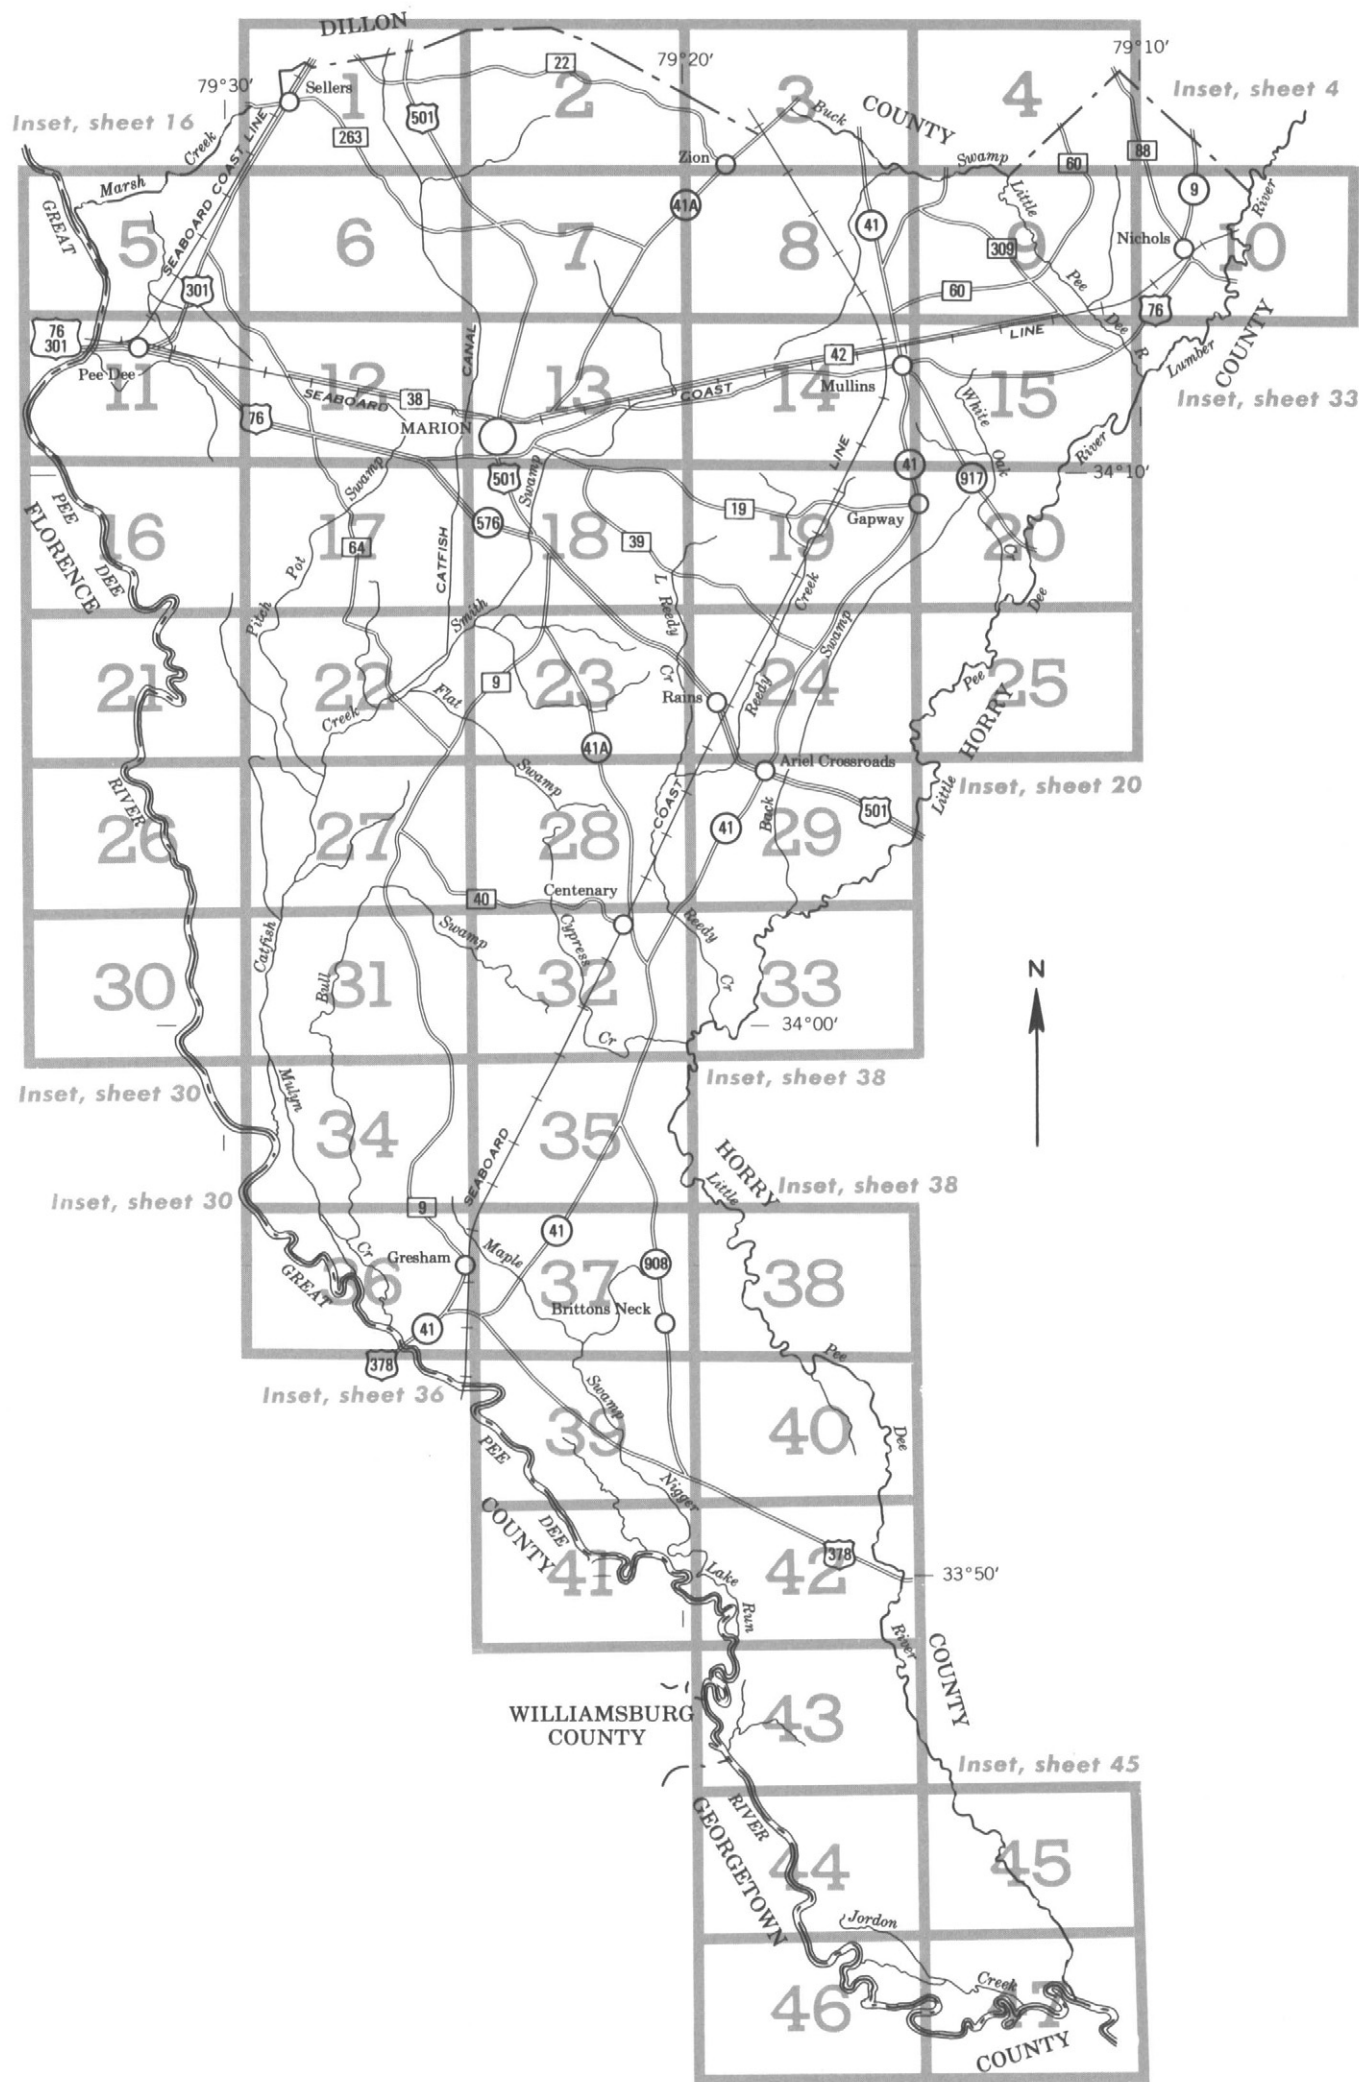 DILLON
79°20'
79°10'
79°30'
Sellers
22
1
2
3
4
501
Buck
COUNTY
Inset, sheet 4
Inset, sheet 16
263
Creek
SEABOARD COAST LINE
Zion
Swamp
60
88
Marsh
41A
Little
9
River
GREAT
5
6
7
8
41
9
309
Nichols
10
301
60
Pee
76
76
301
CANAL
LINE
Dee
R
Lumber
COUNTY
Pee Dee
42
Mullins
11
12
SEABOARD
38
13
COAST
14
15
Inset, sheet 33
76
MARION
White
Oak
LINE
River
34°10'
501
Swamp
Swamp
41
917
PEE
FLORENCE
16
17
576
18
19
Gapway
19
20
64
39
Cr
DEE
Pot
CATFISH
L Reedy
Creek
Dee
Pitch
Smith
Swamp
21
22
9
23
Cr
Rains
Reedy
24
Pee
25
HORRY
Creek
Flat
41A
Ariel Crossroads
Inset, sheet 20
RIVER
Swamp
COAST
Back
501
Little
26
27
28
41
29
40
Centenary
Catfish
Swamp
Cypress
Reedy
30
Bull
31
32
Cr
33
N
34°00'
Cr
Inset, sheet 30
Mulyn
Inset, sheet 38
34
35
SEABOARD
HORRY
Inset, sheet 30
Little
Inset, sheet 38
9
41
Cr
Gresham
Maple
908
GREAT
36
37
38
Brittons Neck
41
378
Pee
Inset, sheet 36
Swamp
PEE
39
40
Dee
Nigger
COUNTY
DEE
378
41
Lake
42
33°50'
Run
River
COUNTY
WILLIAMSBURG
COUNTY
43
Inset, sheet 45
RIVER
GEORGETOWN
44
45
Jordon
Creek
46
47
COUNTY